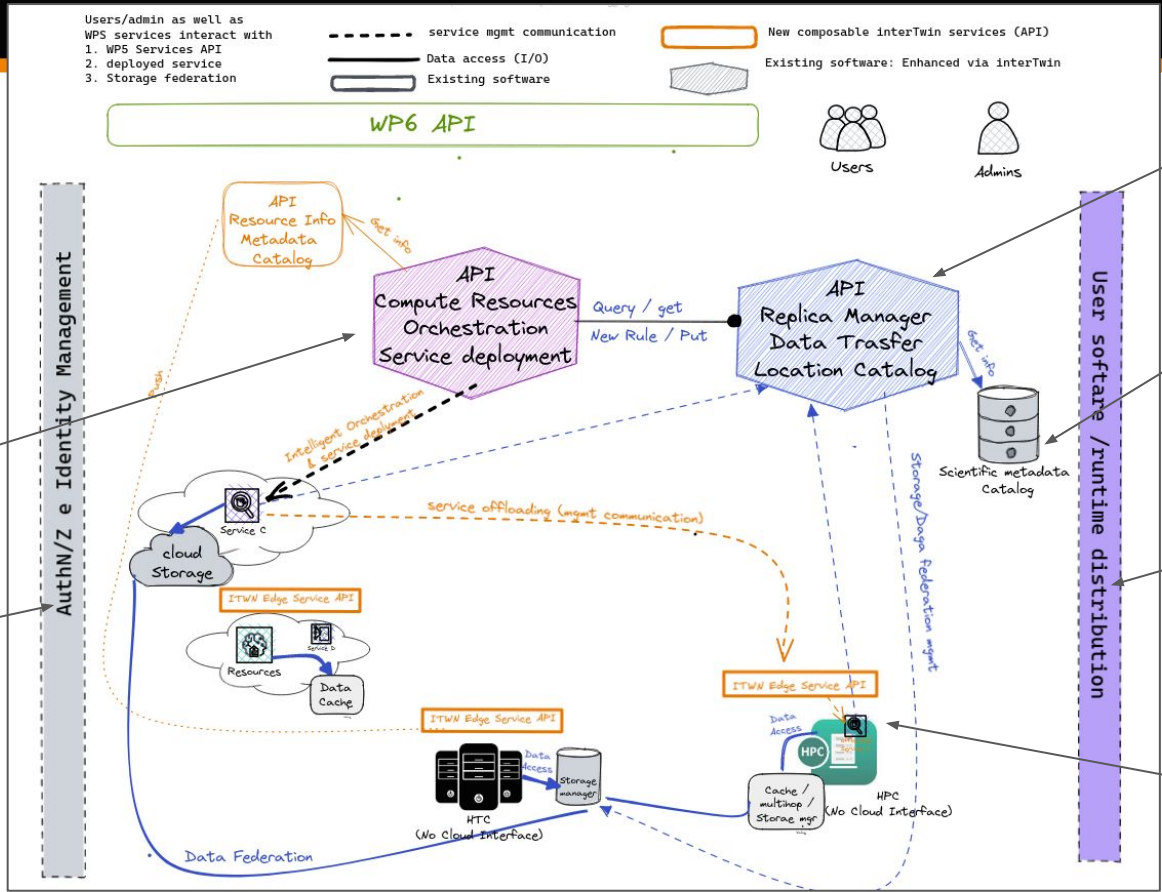 Users/admin as well as
WPS services interact with
1. WP5 Services API
2. deployed service
3. Storage federation
service mgmt communication
Data access (I/O)
Existing software
New composable interTwin services (API)
Existing software: Enhanced via interTwin
WP6 API
Users
Admins
AuthN/Z e Identity Management
User softare /runtime distribution
API
Resource Info
Metadata
Catalog
Get info
API
Compute Resources
Orchestration
Service deployment
Query / get
New Rule / Put
API
Replica Manager
Data Trasfer
Location Catalog
Get info
Scientific metadata
Catalog
Push
Intelligent Orchestration
& service deplyment
Service C
cloud
Storage
service offloading (mgmt communication)
Storage/Daga federation mgmt
ITWN Edge Service API
Resources
Service D
Data
Cache
ITWN Edge Service API
HTC
(No Cloud Interface)
Data
Access
Storage
manager
ITWN Edge Service API
Data
Access
HPC
Cache /
multihop /
Storae mgr
HPC
(No Cloud Interface)
Data Federation